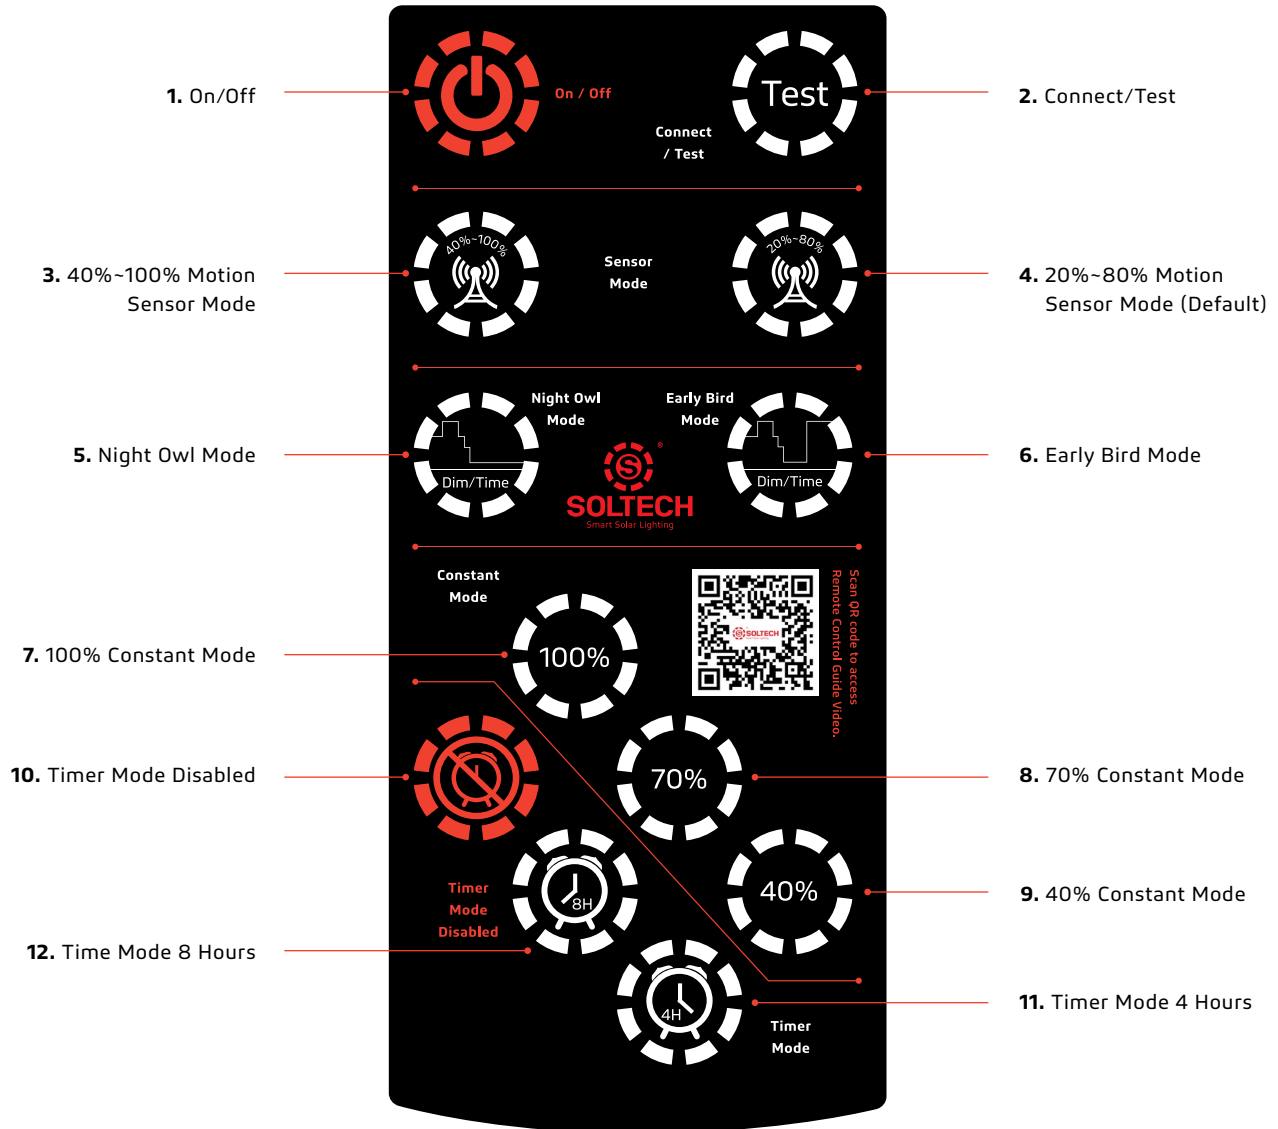 1. On/Off
On / Off
Test
Connect
/ Test
2. Connect/Test
3. 40%~100% Motion
Sensor Mode
40%~100%
Sensor
Mode
20%~80%
4. 20%~80% Motion
Sensor Mode (Default)
5. Night Owl Mode
Dim/Time
Night Owl
Mode
Early Bird
Mode
Dim/Time
6. Early Bird Mode
S
®
SOLTECH
Smart Solar Lighting
Constant
Mode
7. 100% Constant Mode
100%
S SOLTECH
Scan QR code to access
Remote Control Guide Video.
10. Timer Mode Disabled
70%
8. 70% Constant Mode
Timer
Mode
Disabled
8H
40%
9. 40% Constant Mode
12. Time Mode 8 Hours
4H
11. Timer Mode 4 Hours
Timer
Mode